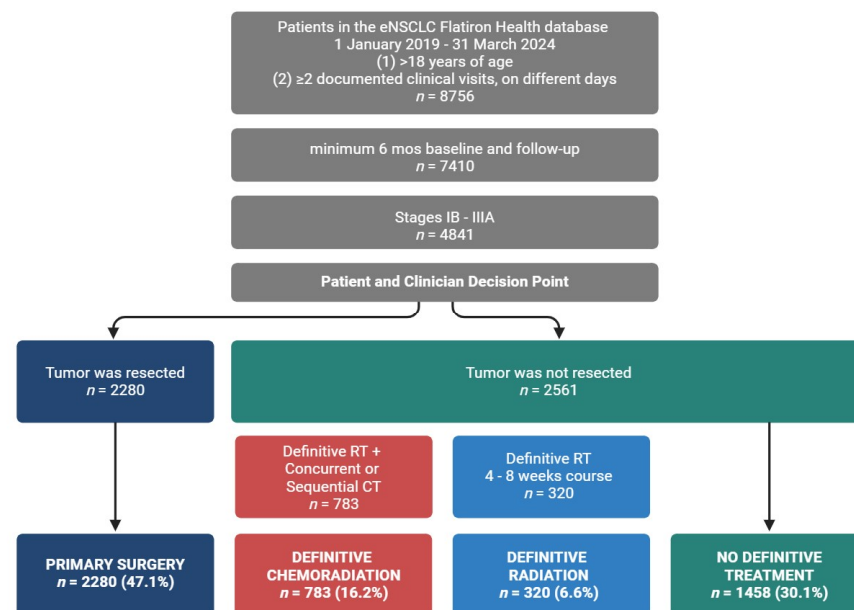 Patients in the eNSCLC Flatiron Health database
1 January 2019 - 31 March 2024
(1) >18 years of age
(2) ≥2 documented clinical visits, on different days
n = 8756
minimum 6 mos baseline and follow-up
n = 7410
Stages IB - IIIA
n = 4841
Patient and Clinician Decision Point
Tumor was resected
n = 2280
Tumor was not resected
n = 2561
Definitive RT +
Concurrent or
Sequential CT
n = 783
Definitive RT
4 - 8 weeks course
n = 320
PRIMARY SURGERY
n = 2280 (47.1%)
DEFINITIVE
CHEMORADIATION
n = 783 (16.2%)
DEFINITIVE
RADIATION
n = 320 (6.6%)
NO DEFINITIVE
TREATMENT
n = 1458 (30.1%)